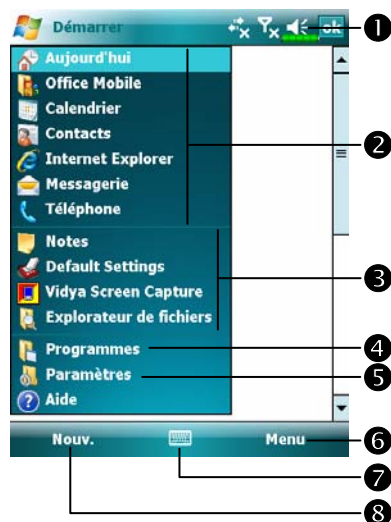 Démarrer ok 1
Aujourd'hui
Office Mobile
Calendrier
Contacts
Internet Explorer
2
Messagerie
Téléphone
Notes
Default Settings
3
Vidya Screen Capture
Explorateur de fichiers
Programmes 4
Paramètres 5
Aide
Nouv. Menu 6
7
8